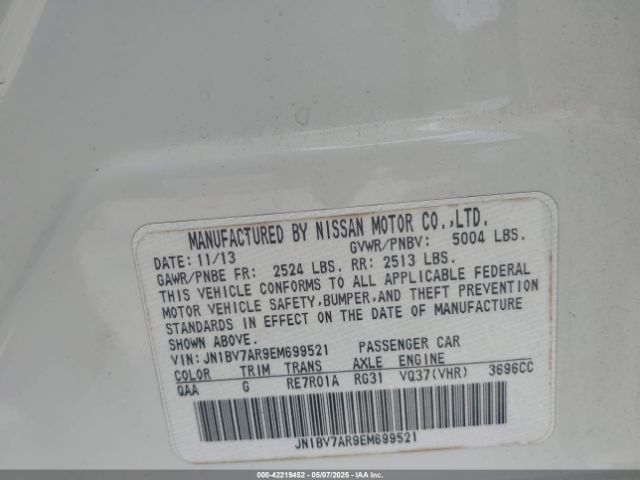 MANUFACTURED BY NISSAN MOTOR CO.,LTD.
DATE: 11/13 GVWR/PNBV: 5004 LBS.
GAWR/PNBE FR: 2524 LBS. RR: 2513 LBS.
THIS VEHICLE CONFORMS TO ALL APPLICABLE FEDERAL
MOTOR VEHICLE SAFETY,BUMPER,AND THEFT PREVENTION
STANDARDS IN EFFECT ON THE DATE OF MANUFACTURE
SHOWN ABOVE.
VIN: JN1BV7AR9EM699521 PASSENGER CAR
COLOR TRIM TRANS AXLE ENGINE
QAA G RE7R01A RG31 VQ37(VHR) 3696CC
JN1BV7AR9EM699521
000-42219452 - 05/07/2025 - IAAI.COM